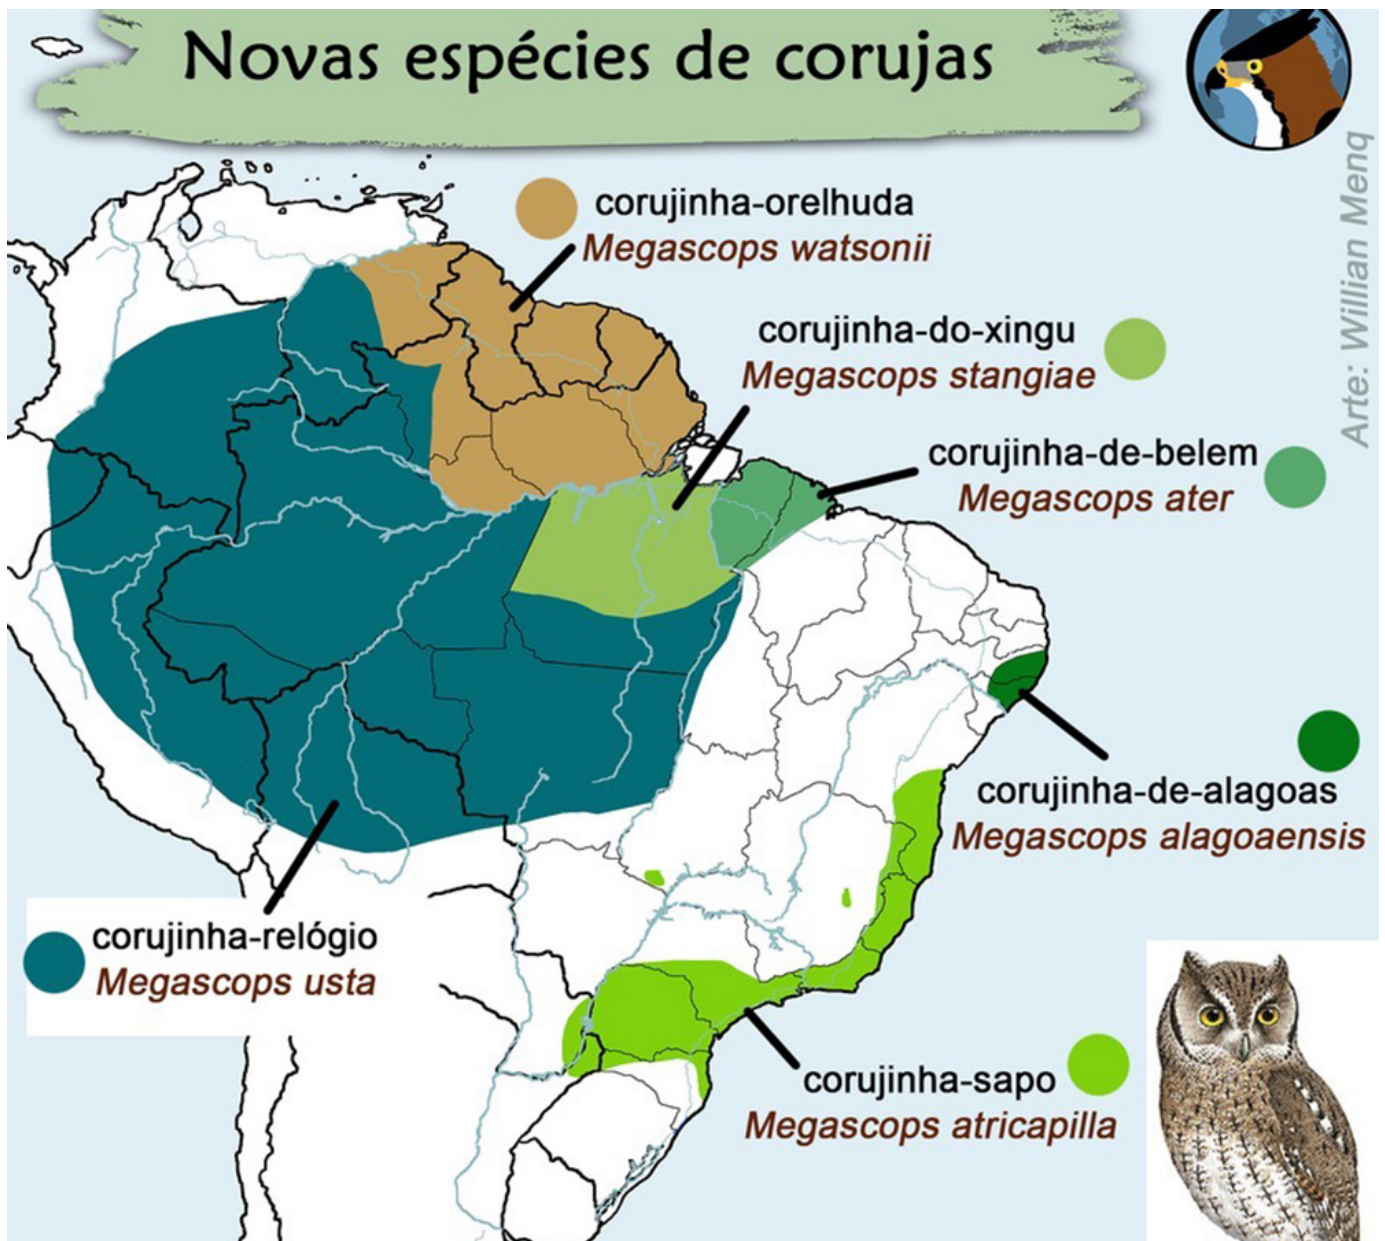 Novas espécies de corujas
Arte: Willian Menq
corujinha-orelhuda
Megascops watsonii
corujinha-do-xingu
Megascops stangiae
corujinha-de-belem
Megascops ater
corujinha-de-alagoas
Megascops alagoaensis
corujinha-relógio
Megascops usta
corujinha-sapo
Megascops atricapilla